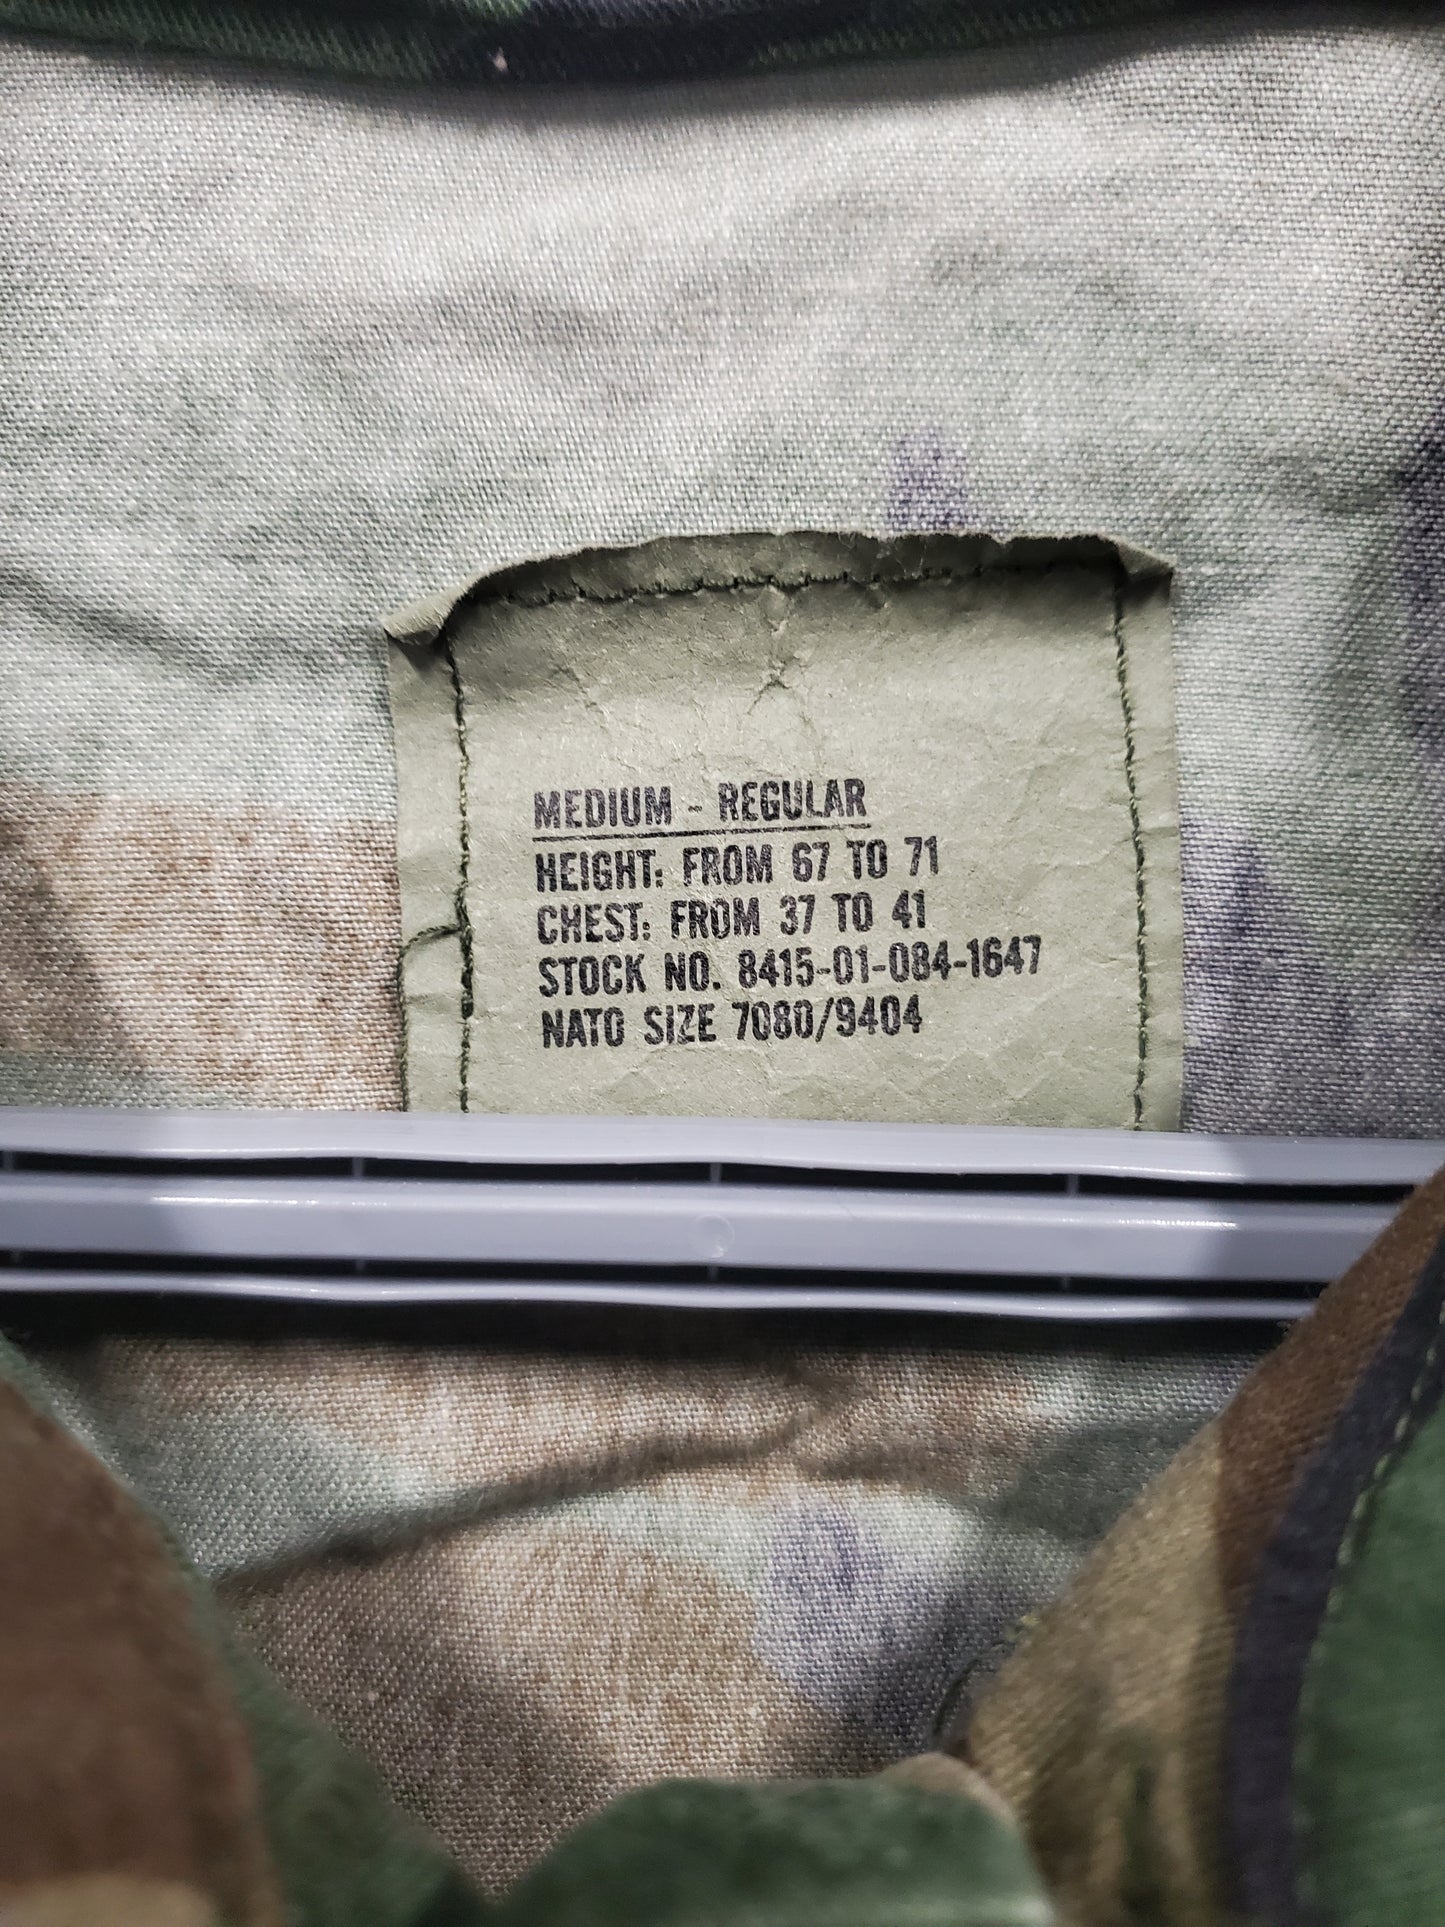 MEDIUM - REGULAR
HEIGHT: FROM 67 TO 71
CHEST: FROM 37 TO 41
STOCK NO. 8415-01-084-1647
NATO SIZE 7080/9404